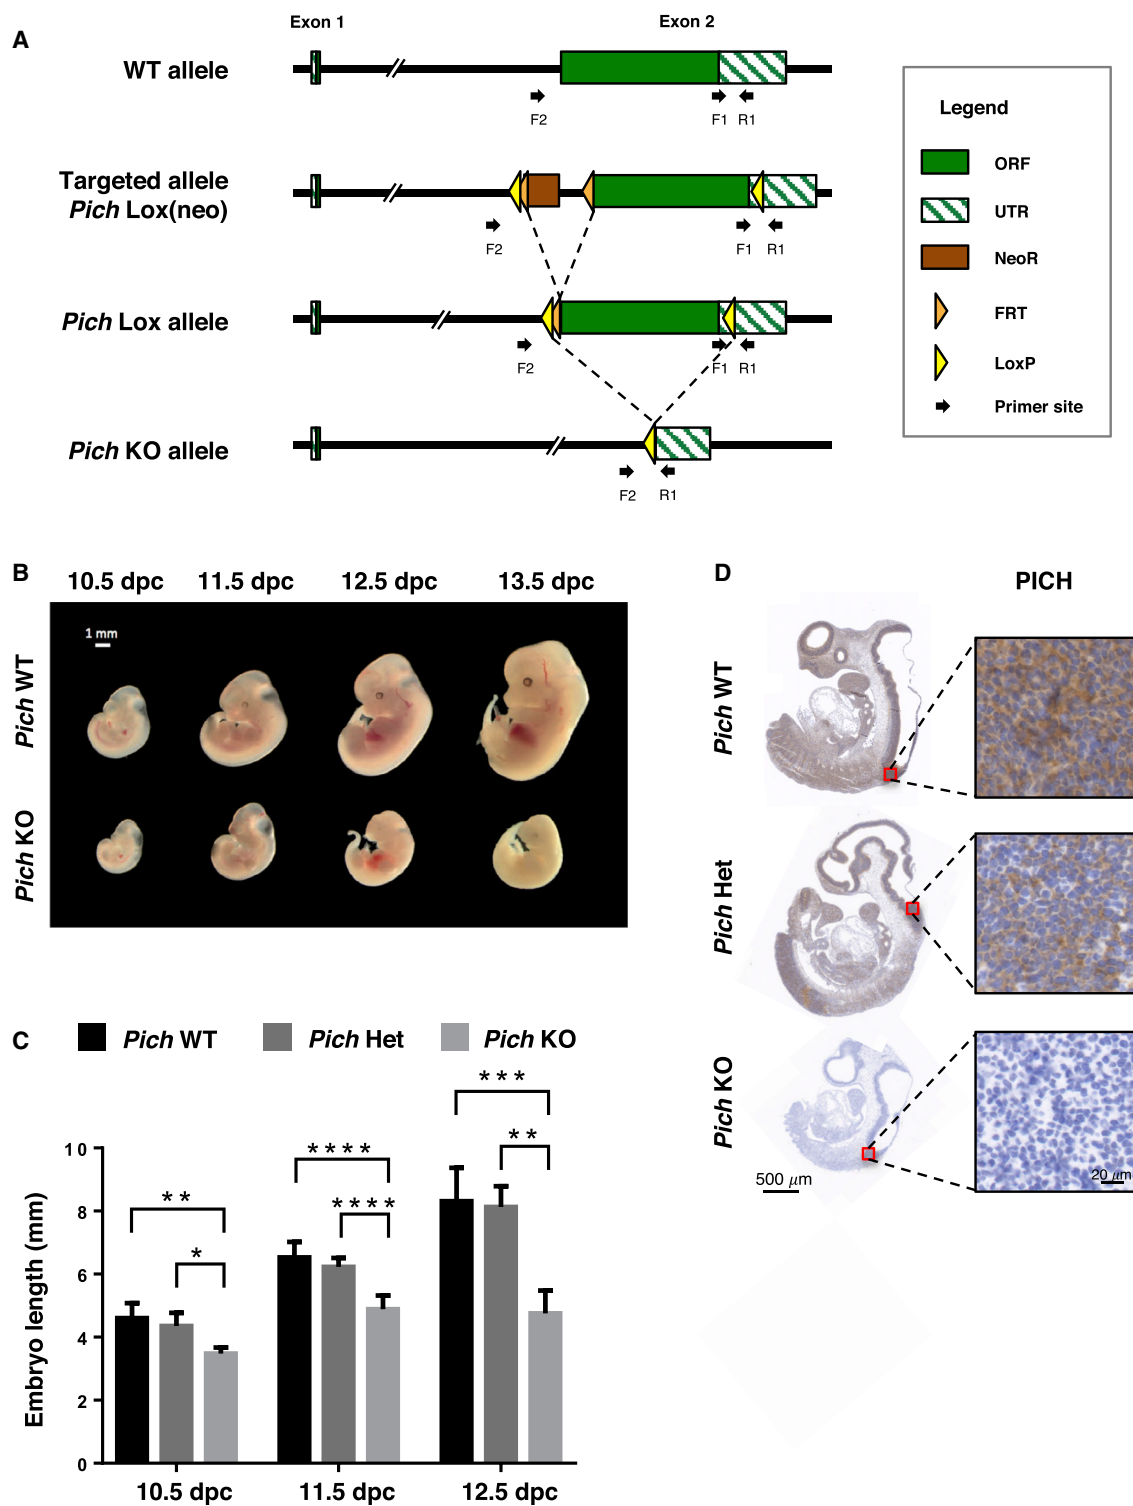 A
Exon 1
Exon 2
WT allele
F2
F1
R1
Targeted allele
Pich Lox(neo)
F2
F1
R1
Pich Lox allele
F2
F1
R1
Pich KO allele
F2
R1
Legend
ORF
UTR
NeoR
FRT
LoxP
Primer site
B
10.5 dpc
11.5 dpc
12.5 dpc
13.5 dpc
1 mm
Pich WT
Pich KO
C
Pich WT
Pich Het
Pich KO
Embryo length (mm)
10
8
6
4
2
0
**
*
****
****
***
**
10.5 dpc
11.5 dpc
12.5 dpc
D
PICH
Pich WT
Pich Het
Pich KO
500 μm
20 μm